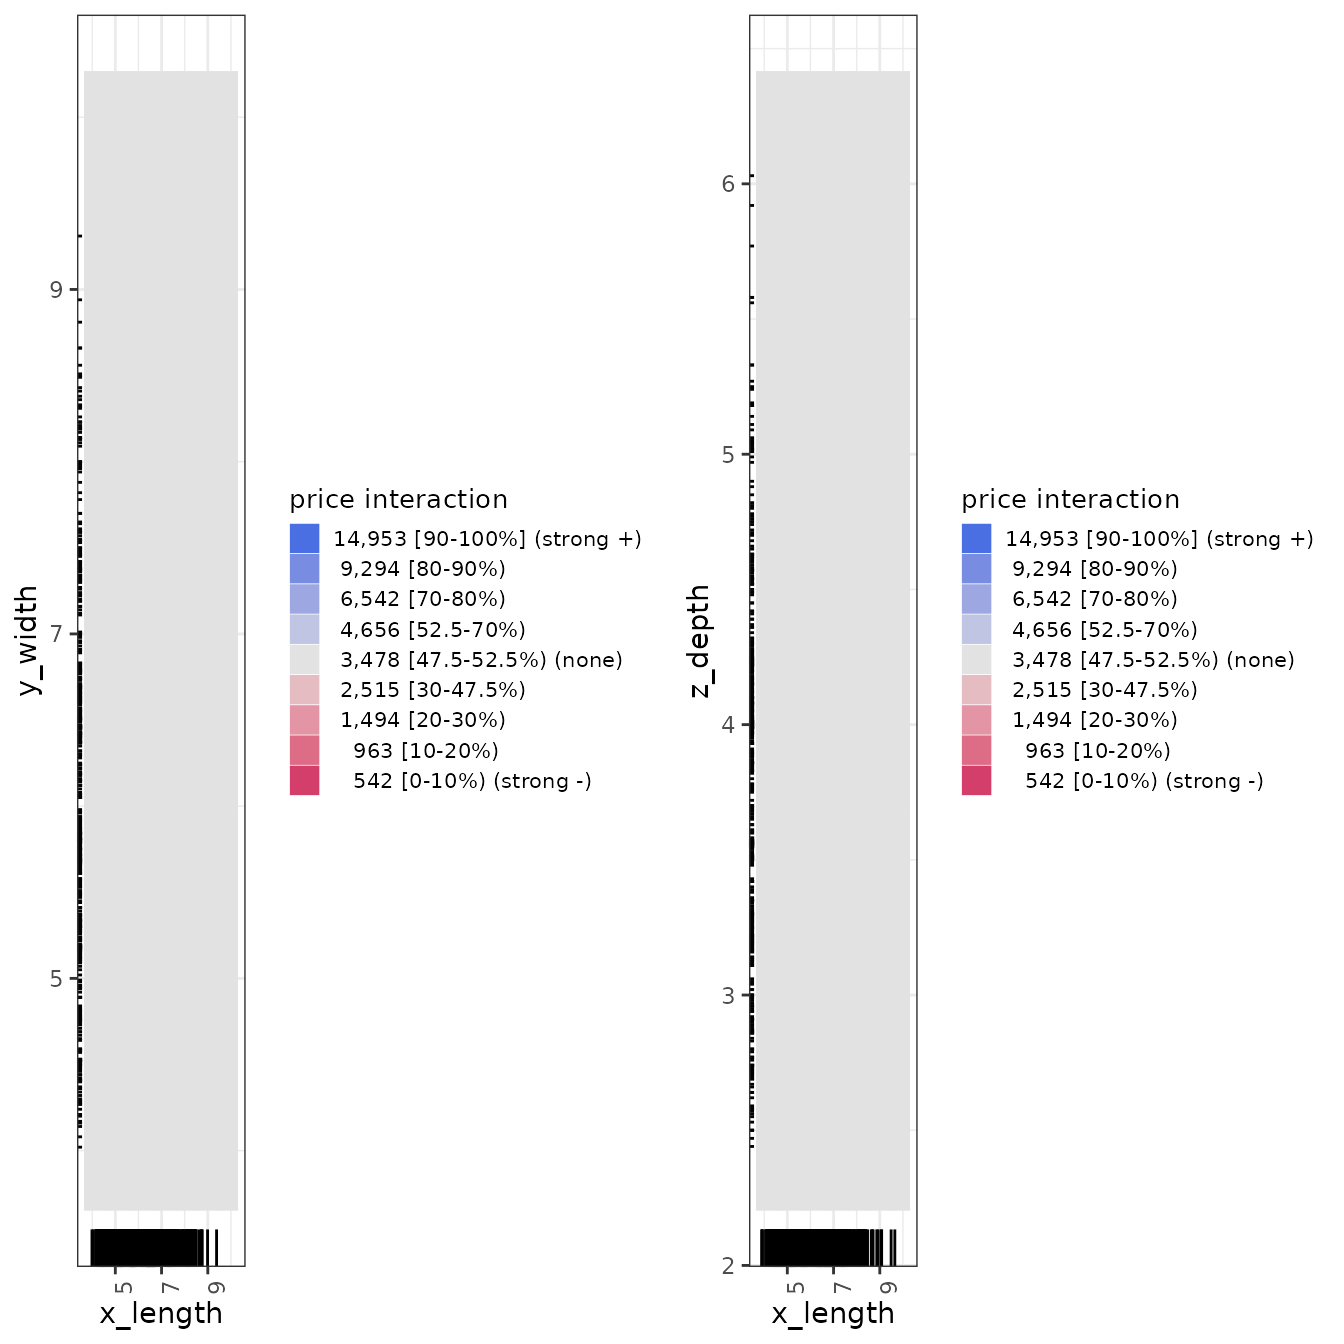 y_width
9
7
5
5
7
9
x_length
price interaction
14,953 [90-100%] (strong +)
9,294 [80-90%)
6,542 [70-80%)
4,656 [52.5-70%)
3,478 [47.5-52.5%) (none)
2,515 [30-47.5%)
1,494 [20-30%)
963 [10-20%)
542 [0-10%) (strong -)
z_depth
6
5
4
3
2
5
7
9
x_length
price interaction
14,953 [90-100%] (strong +)
9,294 [80-90%)
6,542 [70-80%)
4,656 [52.5-70%)
3,478 [47.5-52.5%) (none)
2,515 [30-47.5%)
1,494 [20-30%)
963 [10-20%)
542 [0-10%) (strong -)